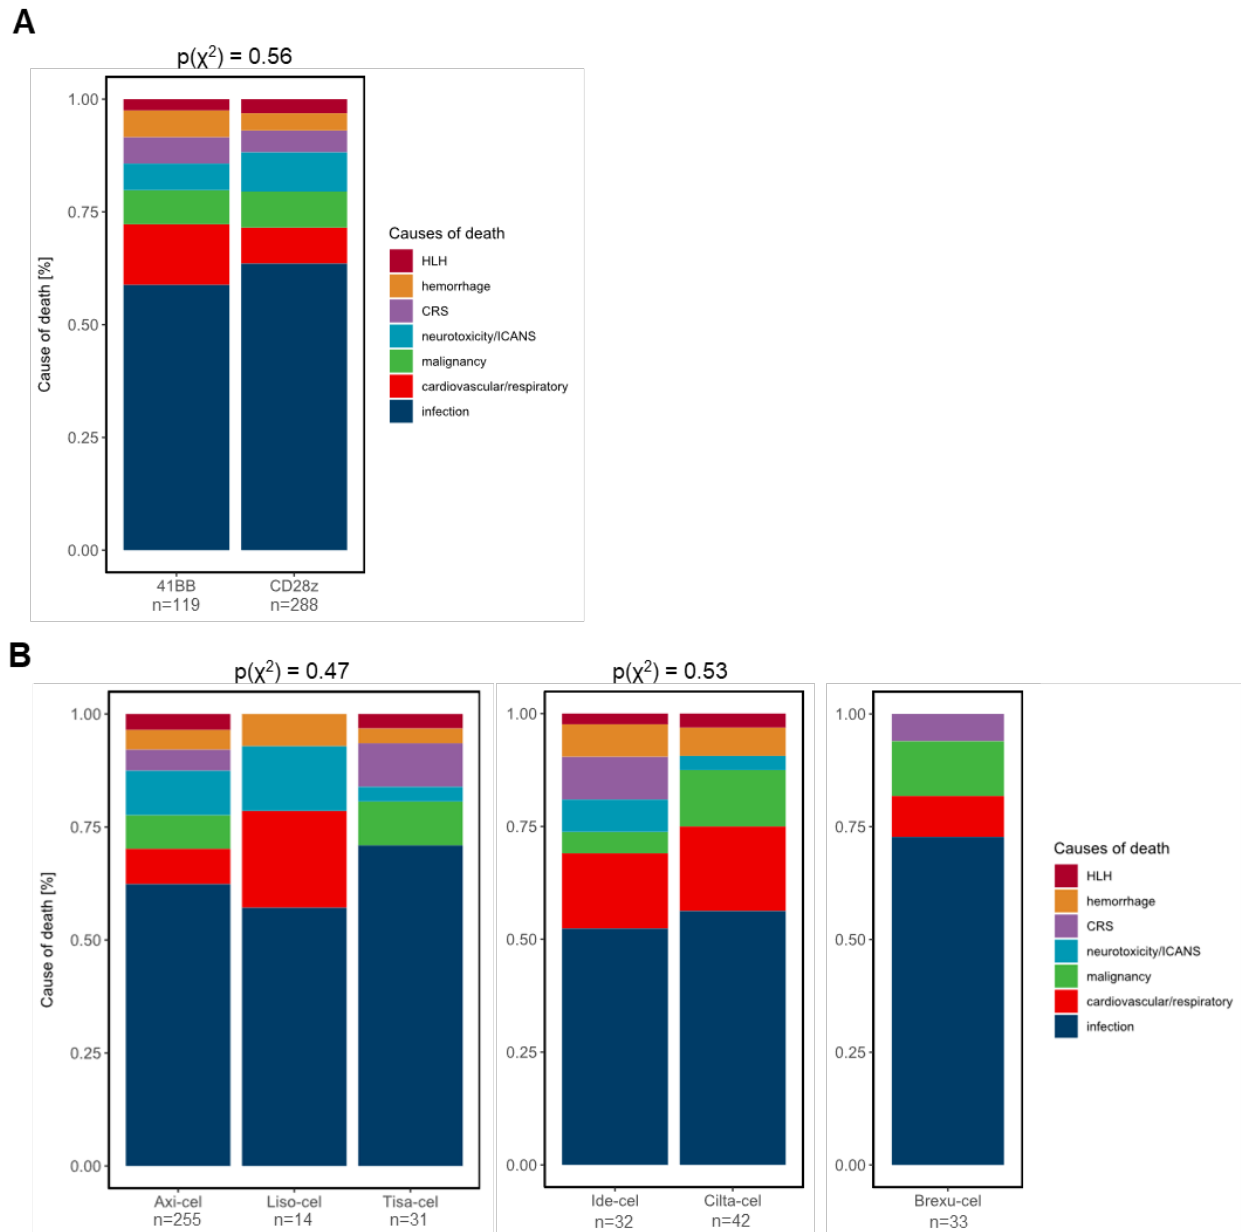 A
p(χ²) = 0.56
1.00
0.75
0.50
0.25
0.00
Cause of death [%]
41BB
n=119
CD28z
n=288
Causes of death
HLH
hemorrhage
CRS
neurotoxicity/ICANS
malignancy
cardiovascular/respiratory
infection
B
p(χ²) = 0.47
1.00
0.75
0.50
0.25
0.00
Cause of death [%]
Axi-cel
n=255
Liso-cel
n=14
Tisa-cel
n=31
p(χ²) = 0.53
1.00
0.75
0.50
0.25
0.00
Ide-cel
n=32
Cilta-cel
n=42
1.00
0.75
0.50
0.25
0.00
Brexu-cel
n=33
Causes of death
HLH
hemorrhage
CRS
neurotoxicity/ICANS
malignancy
cardiovascular/respiratory
infection